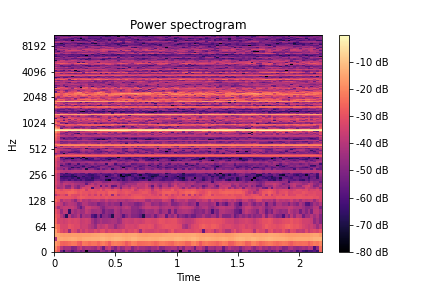 Power spectrogram
8192
4096
2048
1024
512
256
128
64
0
Hz
0
0.5
1
1.5
2
Time
-10 dB
-20 dB
-30 dB
-40 dB
-50 dB
-60 dB
-70 dB
-80 dB